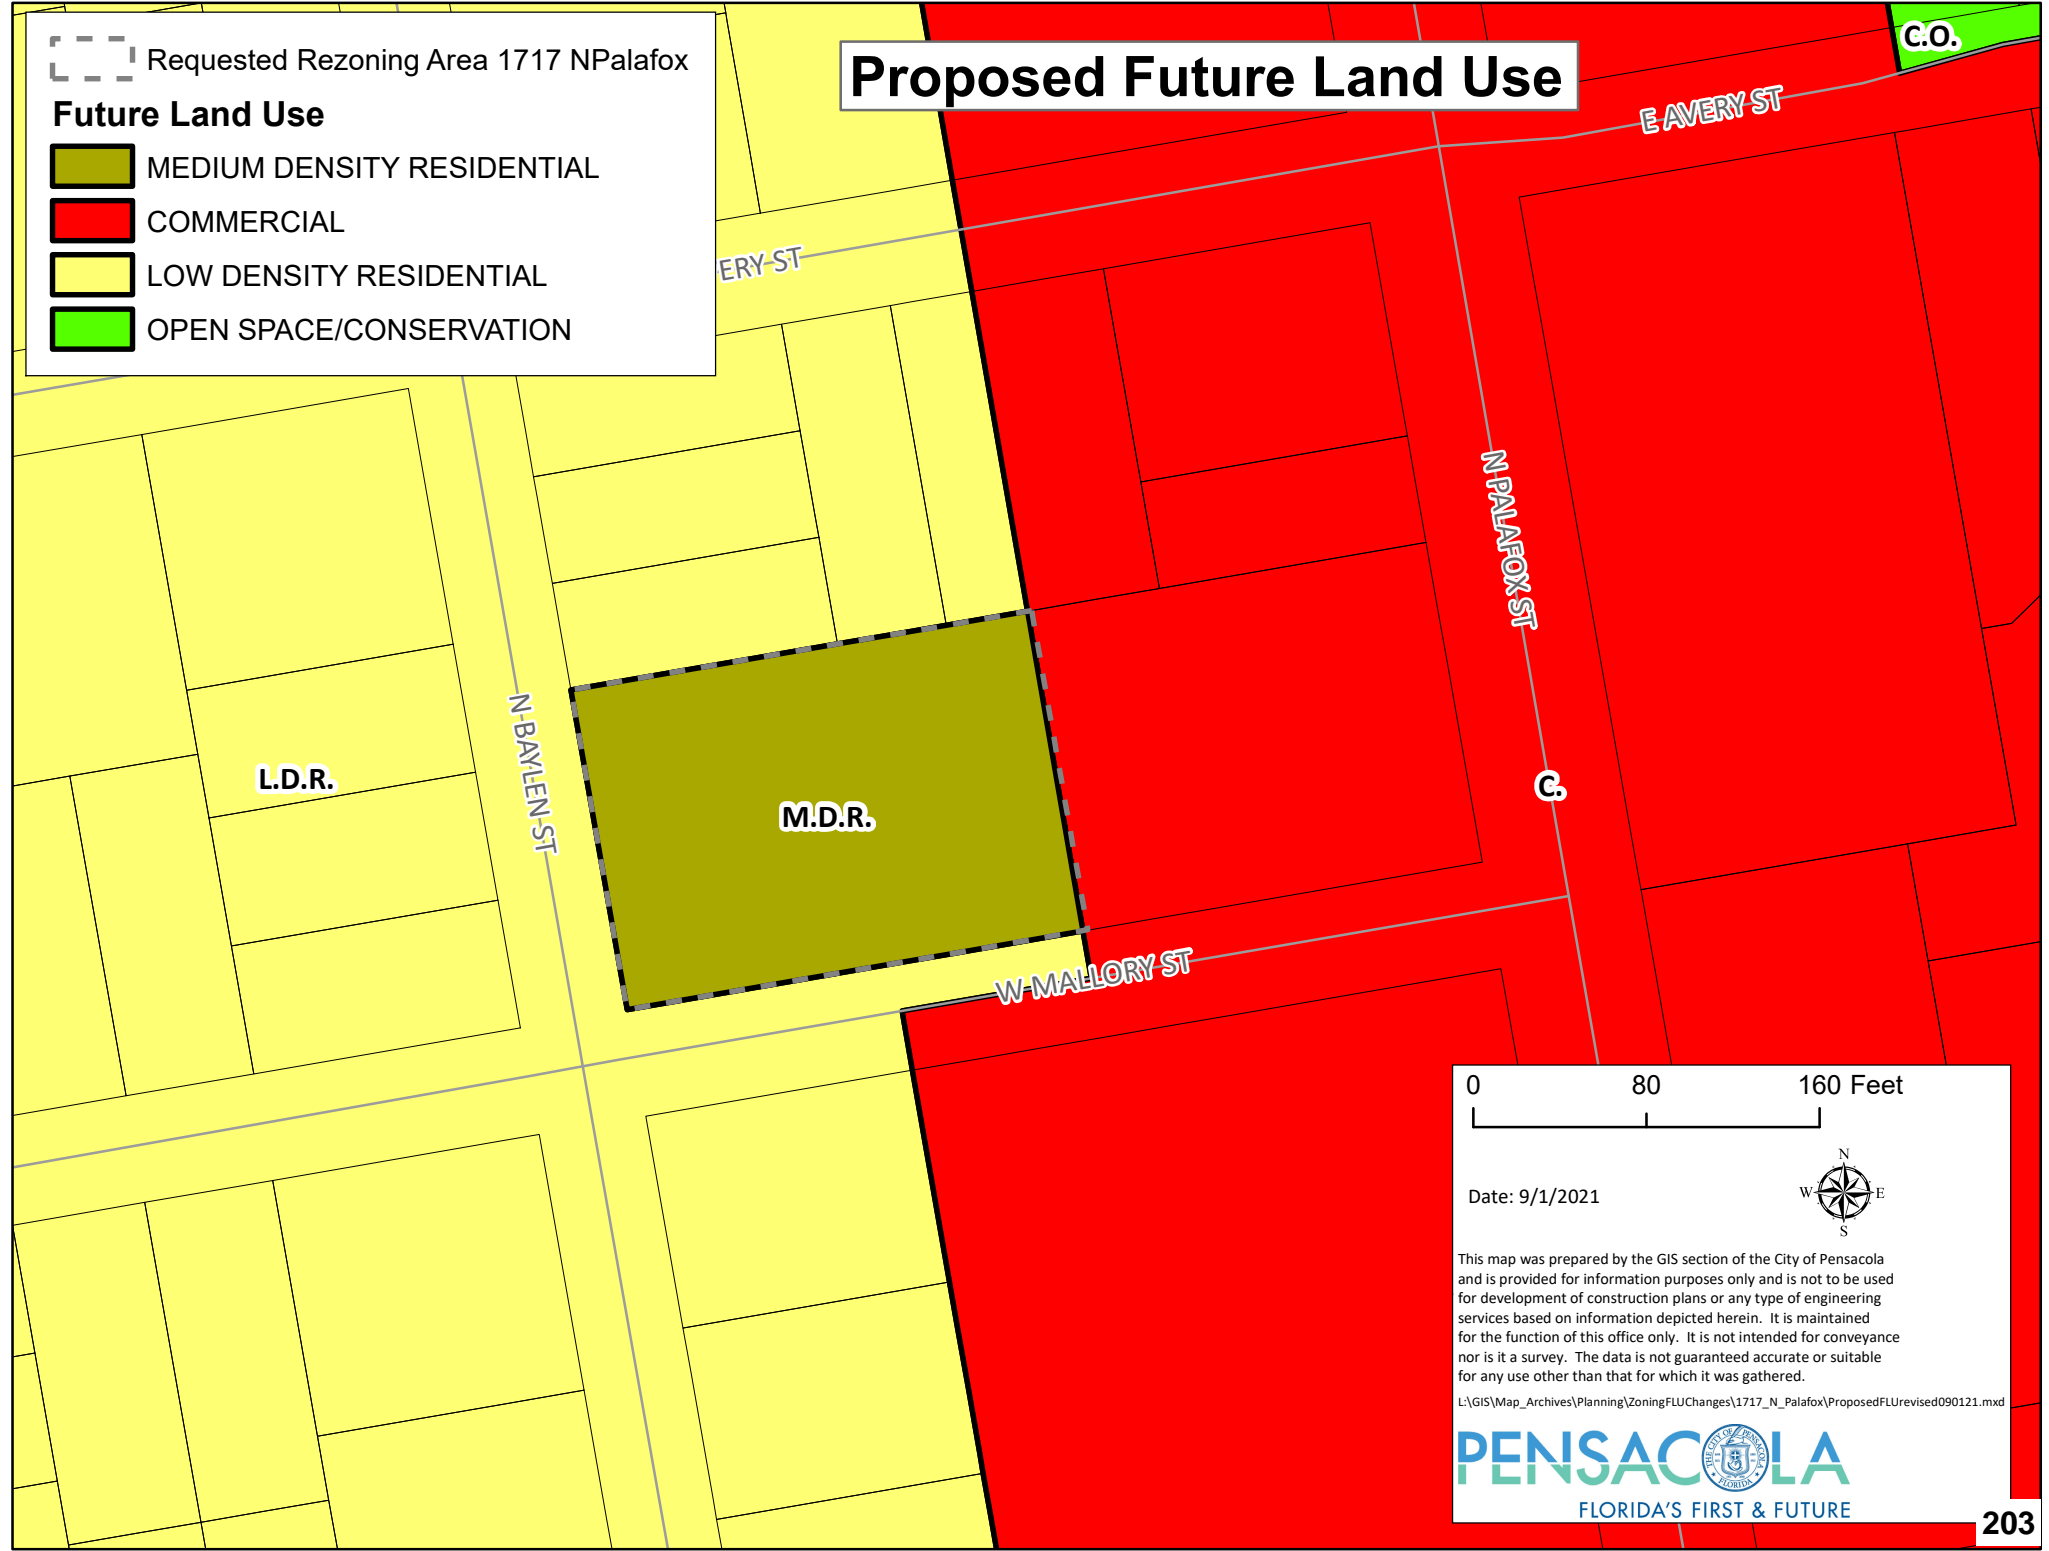 Requested Rezoning Area 1717 NPalafox
Future Land Use
MEDIUM DENSITY RESIDENTIAL
COMMERCIAL
LOW DENSITY RESIDENTIAL
OPEN SPACE/CONSERVATION
Proposed Future Land Use
C.O.
E AVERY ST
ERY ST
N PALAFOX ST
N BAYLEN ST
L.D.R.
M.D.R.
C.
W MALLORY ST
0 80 160 Feet
N
W E
S
Date: 9/1/2021
This map was prepared by the GIS section of the City of Pensacola
and is provided for information purposes only and is not to be used
for development of construction plans or any type of engineering
services based on information depicted herein. It is maintained
for the function of this office only. It is not intended for conveyance
nor is it a survey. The data is not guaranteed accurate or suitable
for any use other than that for which it was gathered.
L:\GIS\Map_Archives\Planning\ZoningFLUChanges\1717_N_Palafox\ProposedFLUrevised090121.mxd
PENSACOLA
THE CITY OF PENSACOLA
FLORIDA
FLORIDA'S FIRST & FUTURE
203